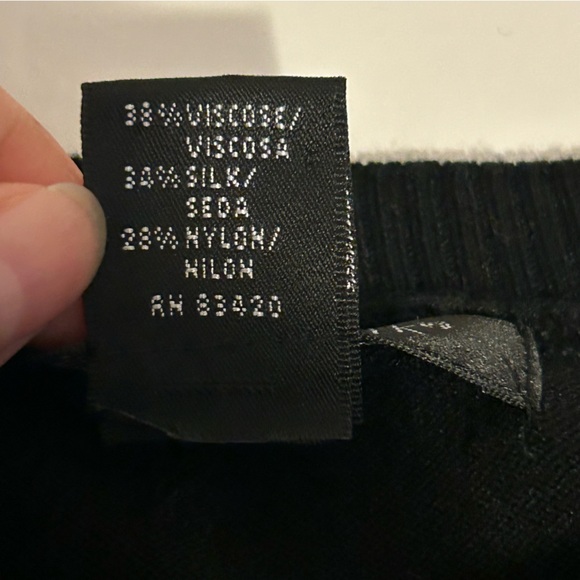 38% VISCOSE/
VISCOSA
34% SILK/
SEDA
28% NYLON/
NILON
RN 83420